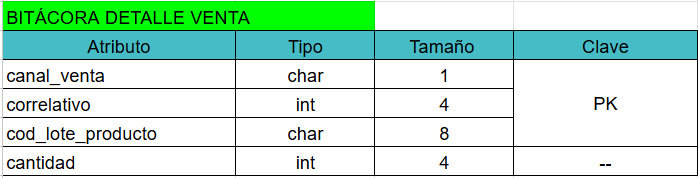 BITÁCORA DETALLE VENTA
Atributo Tipo Tamaño Clave
canal_venta char 1
correlativo int 4 PK
cod_lote_producto char 8
cantidad int 4 --